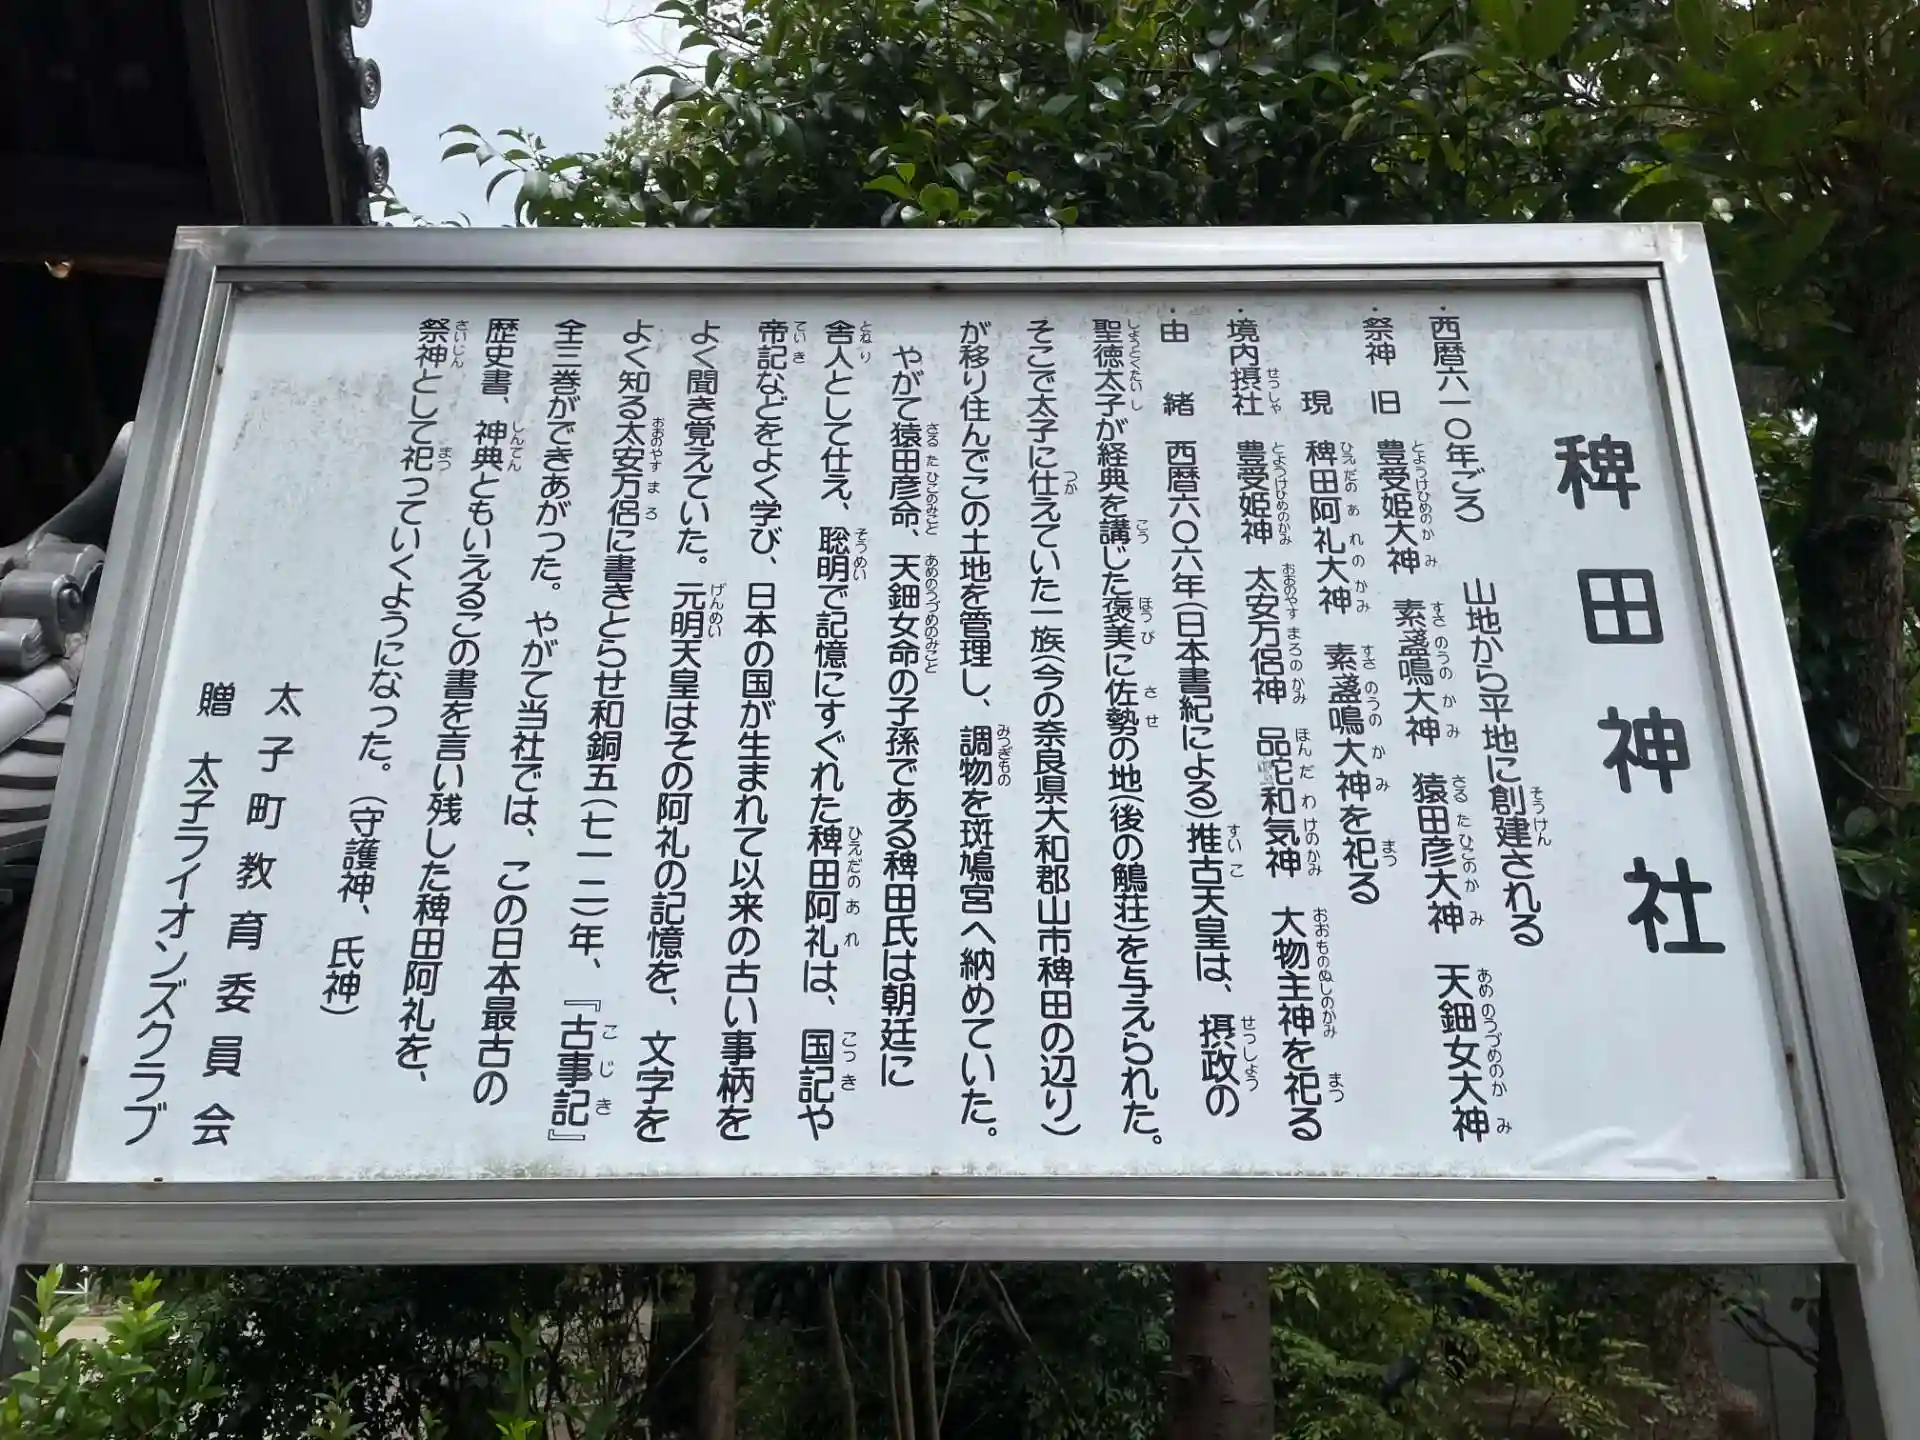 稗田神社
・西暦六一〇年ごろ　山地から平地に創建される
・祭神　旧　豊受姫大神　素盞鳴大神　猿田彦大神　天鈿女大神
現　稗田阿礼大神　素盞鳴大神を祀る
・境内摂社　豊受姫神　太安万侶神　品陀和気神　大物主神を祀る
・由　緒　西暦六〇六年(日本書紀による)推古天皇は、摂政の
聖徳太子が経典を講じた褒美に佐勢の地(後の鵤荘)を与えられた。
そこで太子に仕えていた一族(今の奈良県大和郡山市稗田の辺り)
が移り住んでこの土地を管理し、調物を斑鳩宮へ納めていた。
やがて猿田彦命、天鈿女命の子孫である稗田氏は朝廷に
舎人として仕え、聡明で記憶にすぐれた稗田阿礼は、国記や
帝記などをよく学び、日本の国が生まれて以来の古い事柄を
よく聞き覚えていた。元明天皇はその阿礼の記憶を、文字を
よく知る太安万侶に書きとらせ和銅五(七一二)年、『古事記』
全三巻ができあがった。やがて当社では、この日本最古の
歴史書、神典ともいえるこの書を言い残した稗田阿礼を、
祭神として祀っていくようになった。（守護神、氏神）
太子町教育委員会
贈　太子ライオンズクラブ